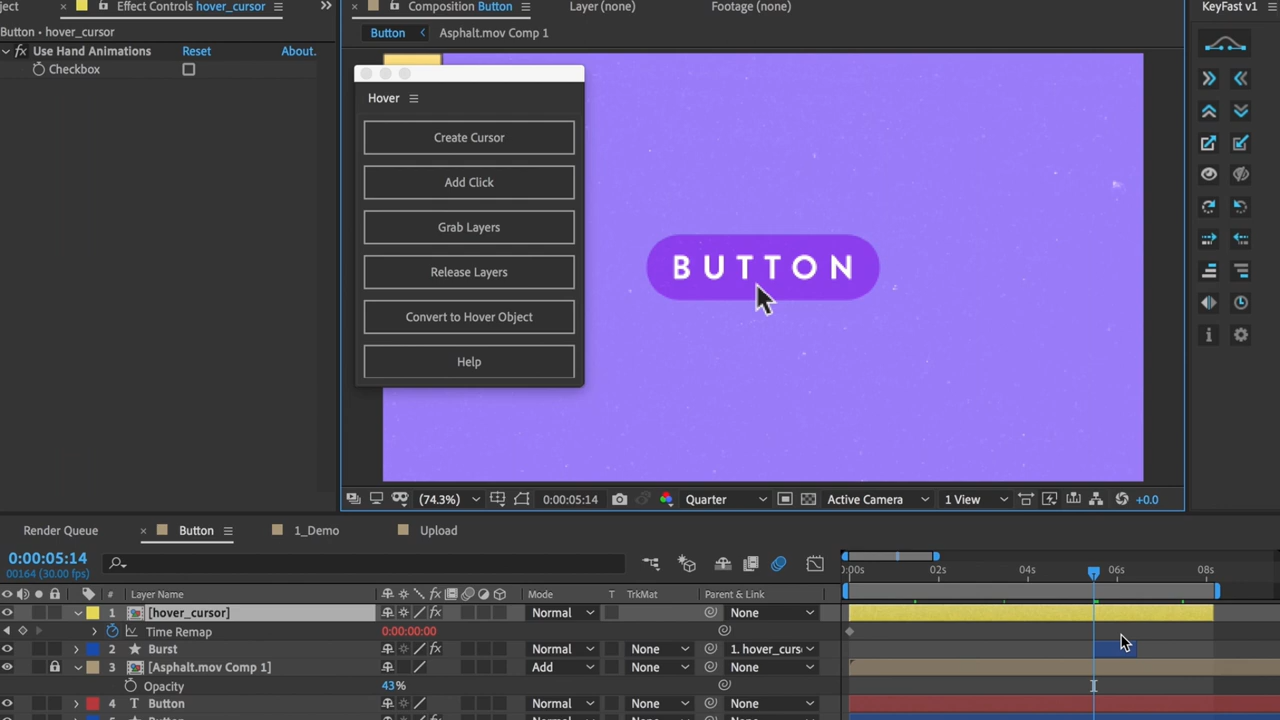 ject
Effect Controls hover_cursor
Composition Button
Layer (none)
Footage (none)
KeyFast v1
Button • hover_cursor
Button
Asphalt.mov Comp 1
fx Use Hand Animations
Reset
About.
Checkbox
Hover
Create Cursor
Add Click
Grab Layers
Release Layers
Convert to Hover Object
Help
BUTTON
(74.3%)
0:00:05:14
Quarter
Active Camera
1 View
+0.0
Render Queue
Button
1_Demo
Upload
0:00:05:14
00164 (30.00 fps)
0:00s
02s
04s
06s
08s
#
Layer Name
Mode
T
TrkMat
Parent & Link
1
[hover_cursor]
Normal
None
Time Remap
0:00:00:00
2
Burst
Normal
None
1. hover_curs
3
[Asphalt.mov Comp 1]
Add
None
None
Opacity
43%
4
Button
Normal
None
None